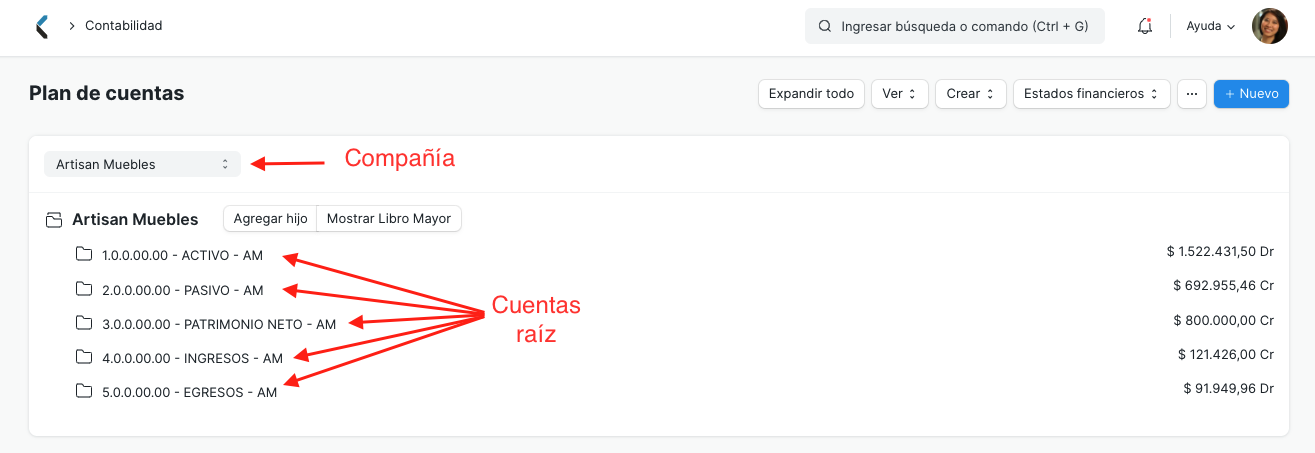 Contabilidad
Ingresar búsqueda o comando (Ctrl + G)
Ayuda
Plan de cuentas
Expandir todo
Ver
Crear
Estados financieros
···
+ Nuevo
Artisan Muebles
Compañía
Artisan Muebles
Agregar hijo
Mostrar Libro Mayor
1.0.0.00.00 - ACTIVO - AM
$ 1.522.431,50 Dr
2.0.0.00.00 - PASIVO - AM
$ 692.955,46 Cr
Cuentas
raíz
3.0.0.00.00 - PATRIMONIO NETO - AM
$ 800.000,00 Cr
4.0.0.00.00 - INGRESOS - AM
$ 121.426,00 Cr
5.0.0.00.00 - EGRESOS - AM
$ 91.949,96 Dr